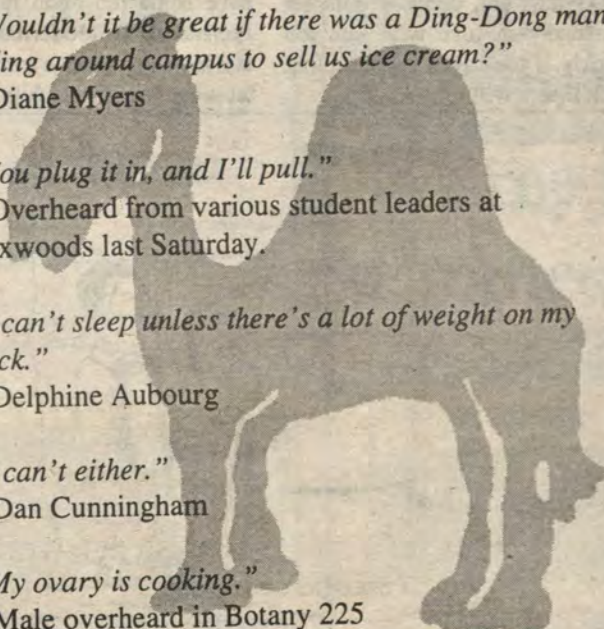 Wouldn't it be great if there was a Ding-Dong man
ing around campus to sell us ice cream?"
Diane Myers
ou plug it in, and I'll pull."
Overheard from various student leaders at
xwoods last Saturday.
can't sleep unless there's a lot of weight on my
ck."
Delphine Aubourg
can't either."
Dan Cunningham
My ovary is cooking."
Male overheard in Botany 225